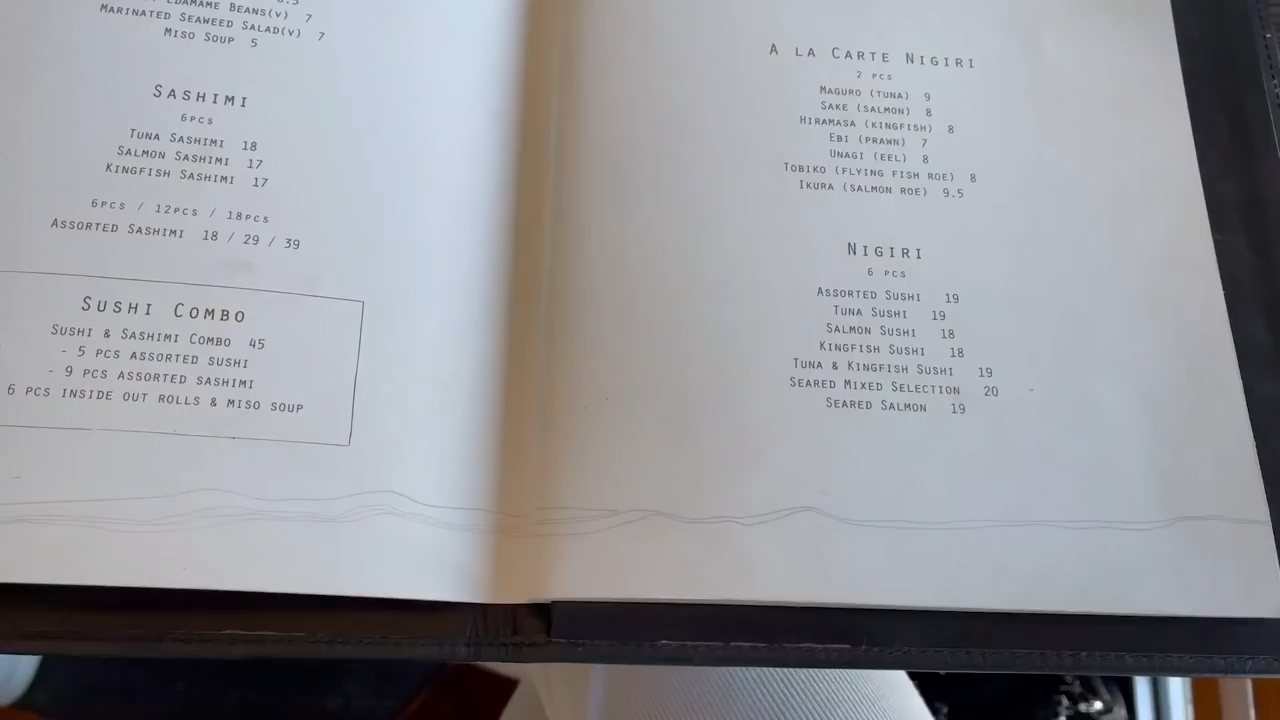 Edamame Beans(v) 7
Marinated Seaweed Salad(v) 7
Miso Soup 5
Sashimi
6pcs
Tuna Sashimi 18
Salmon Sashimi 17
Kingfish Sashimi 17
6pcs / 12pcs / 18pcs
Assorted Sashimi 18 / 29 / 39
Sushi Combo
Sushi & Sashimi Combo 45
- 5 pcs assorted sushi
- 9 pcs assorted sashimi
6 pcs inside out rolls & miso soup
A la Carte Nigiri
2 pcs
Maguro (tuna) 9
Sake (salmon) 8
Hiramasa (kingfish) 8
Ebi (prawn) 7
Unagi (eel) 8
Tobiko (flying fish roe) 8
Ikura (salmon roe) 9.5
Nigiri
6 pcs
Assorted Sushi 19
Tuna Sushi 19
Salmon Sushi 18
Kingfish Sushi 18
Tuna & Kingfish Sushi 19
Seared Mixed Selection 20
Seared Salmon 19